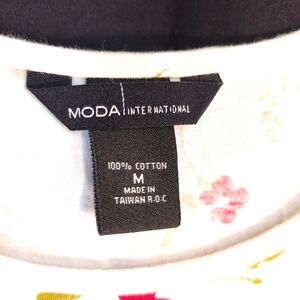 MODA INTERNATIONAL
100% COTTON
M
MADE IN
TAIWAN R.O.C